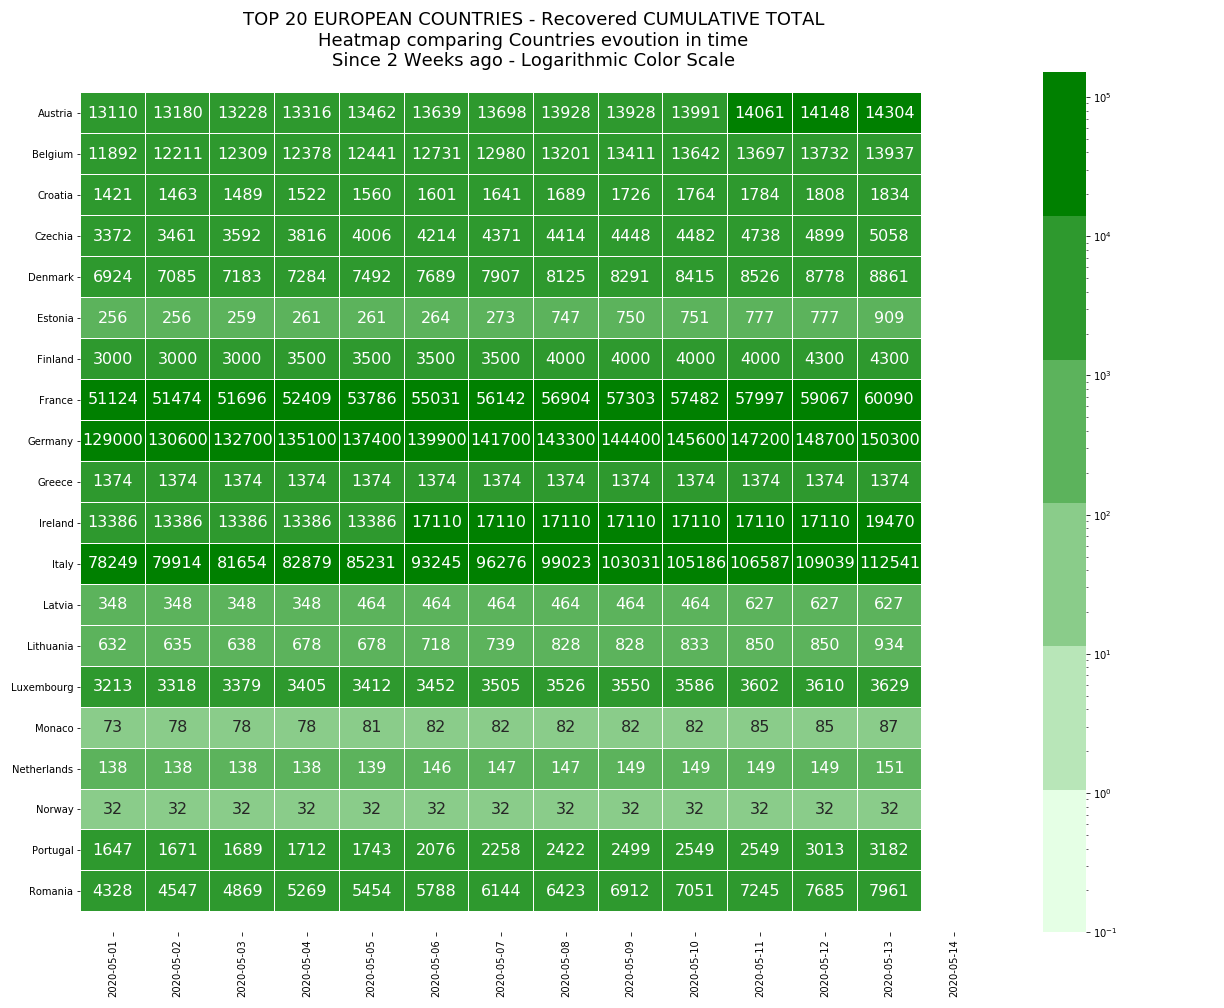 TOP 20 EUROPEAN COUNTRIES - Recovered CUMULATIVE TOTAL
Heatmap comparing Countries evoution in time
Since 2 Weeks ago - Logarithmic Color Scale
Austria 13110 13180 13228 13316 13462 13639 13698 13928 13928 13991 14061 14148 14304
Belgium 11892 12211 12309 12378 12441 12731 12980 13201 13411 13642 13697 13732 13937
Croatia 1421 1463 1489 1522 1560 1601 1641 1689 1726 1764 1784 1808 1834
Czechia 3372 3461 3592 3816 4006 4214 4371 4414 4448 4482 4738 4899 5058
Denmark 6924 7085 7183 7284 7492 7689 7907 8125 8291 8415 8526 8778 8861
Estonia 256 256 259 261 261 264 273 747 750 751 777 777 909
Finland 3000 3000 3000 3500 3500 3500 3500 4000 4000 4000 4000 4300 4300
France 51124 51474 51696 52409 53786 55031 56142 56904 57303 57482 57997 59067 60090
Germany 129000 130600 132700 135100 137400 139900 141700 143300 144400 145600 147200 148700 150300
Greece 1374 1374 1374 1374 1374 1374 1374 1374 1374 1374 1374 1374 1374
Ireland 13386 13386 13386 13386 13386 17110 17110 17110 17110 17110 17110 17110 19470
Italy 78249 79914 81654 82879 85231 93245 96276 99023 103031 105186 106587 109039 112541
Latvia 348 348 348 348 464 464 464 464 464 464 627 627 627
Lithuania 632 635 638 678 678 718 739 828 828 833 850 850 934
Luxembourg 3213 3318 3379 3405 3412 3452 3505 3526 3550 3586 3602 3610 3629
Monaco 73 78 78 78 81 82 82 82 82 82 85 85 87
Netherlands 138 138 138 138 139 146 147 147 149 149 149 149 151
Norway 32 32 32 32 32 32 32 32 32 32 32 32 32
Portugal 1647 1671 1689 1712 1743 2076 2258 2422 2499 2549 2549 3013 3182
Romania 4328 4547 4869 5269 5454 5788 6144 6423 6912 7051 7245 7685 7961
2020-05-01 2020-05-02 2020-05-03 2020-05-04 2020-05-05 2020-05-06 2020-05-07 2020-05-08 2020-05-09 2020-05-10 2020-05-11 2020-05-12 2020-05-13 2020-05-14
10⁵
10⁴
10³
10²
10¹
10⁰
10⁻¹